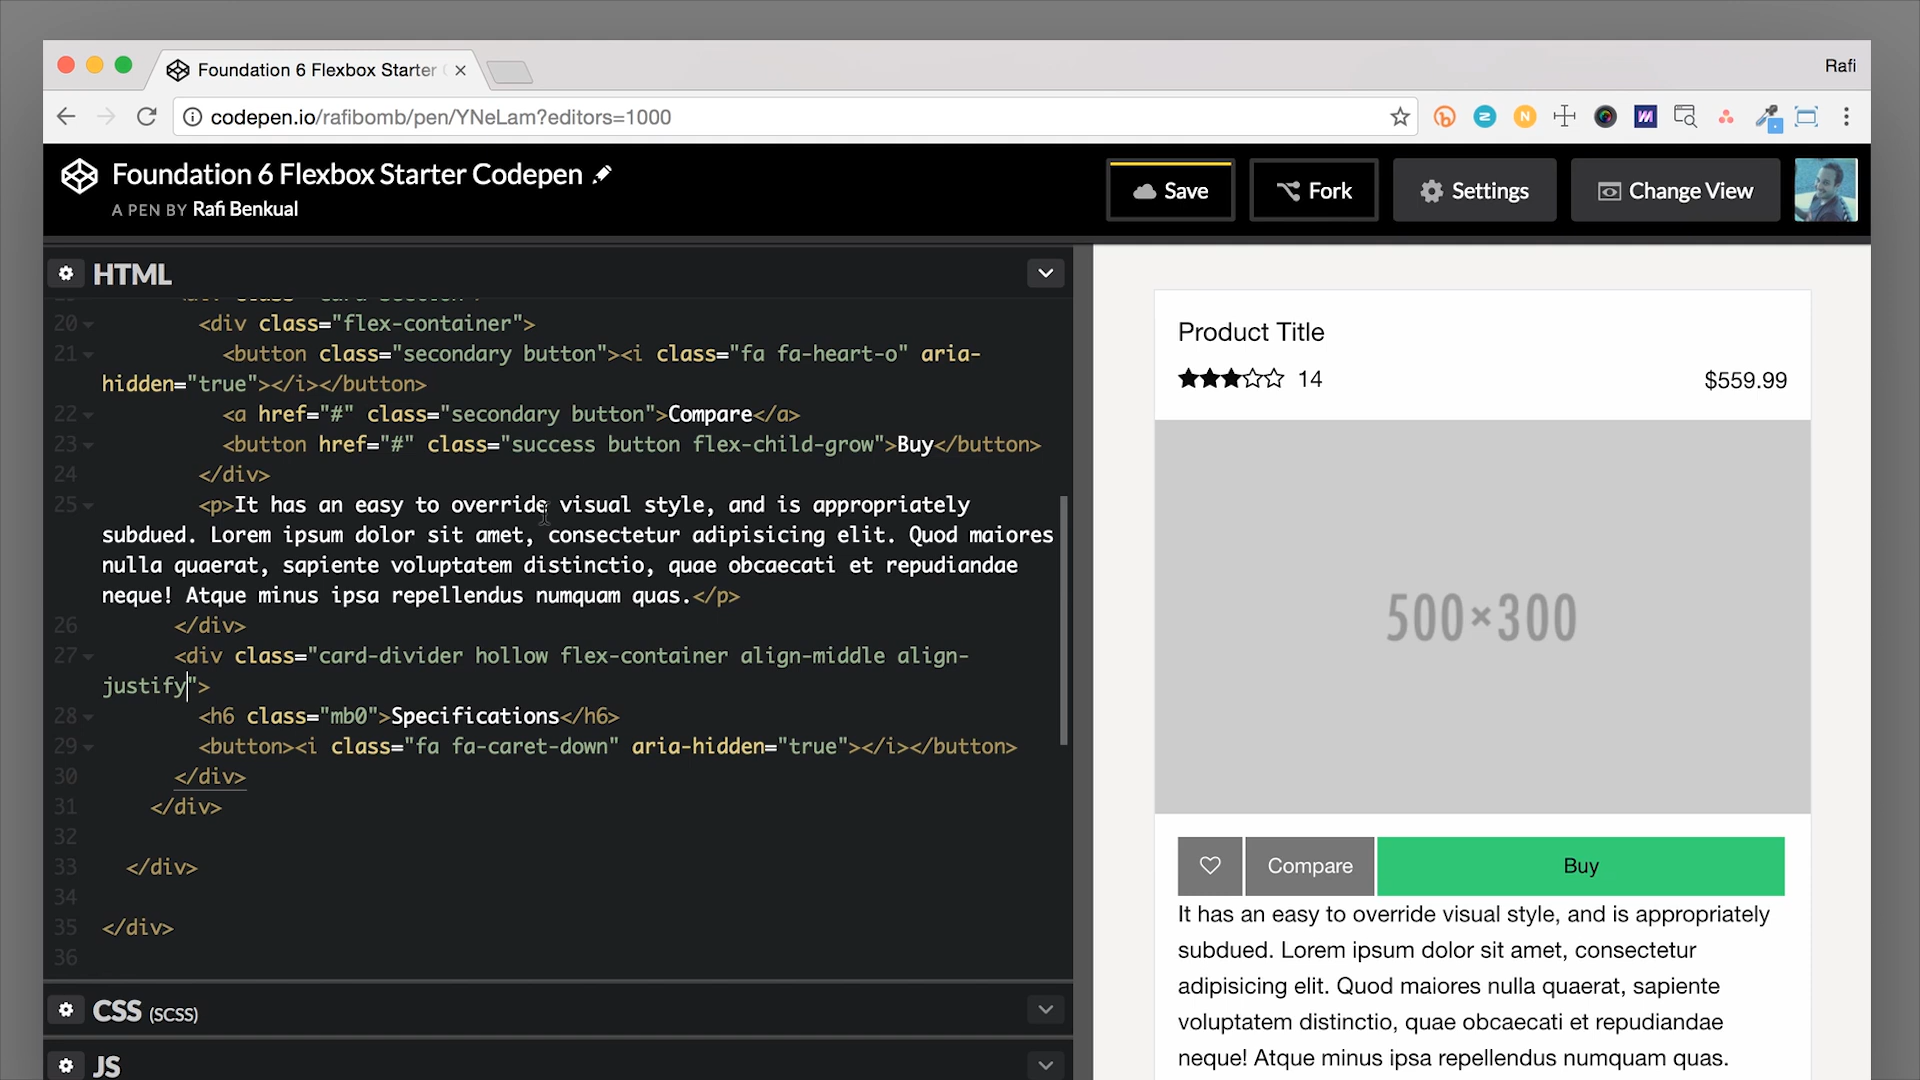 Foundation 6 Flexbox Starter
Rafi
codepen.io/rafibomb/pen/YNeLam?editors=1000
Foundation 6 Flexbox Starter Codepen
A PEN BY Rafi Benkual
Save
Fork
Settings
Change View
HTML
20 <div class="flex-container">
21 <button class="secondary button"><i class="fa fa-heart-o" aria-
hidden="true"></i></button>
22 <a href="#" class="secondary button">Compare</a>
23 <button href="#" class="success button flex-child-grow">Buy</button>
24 </div>
25 <p>It has an easy to override visual style, and is appropriately
subdued. Lorem ipsum dolor sit amet, consectetur adipisicing elit. Quod maiores
nulla quaerat, sapiente voluptatem distinctio, quae obcaecati et repudiandae
neque! Atque minus ipsa repellendus numquam quas.</p>
26 </div>
27 <div class="card-divider hollow flex-container align-middle align-
justify">
28 <h6 class="mb0">Specifications</h6>
29 <button><i class="fa fa-caret-down" aria-hidden="true"></i></button>
30 </div>
31 </div>
32
33 </div>
34
35 </div>
36
CSS (SCSS)
JS
Product Title
14
$559.99
500×300
Compare
Buy
It has an easy to override visual style, and is appropriately
subdued. Lorem ipsum dolor sit amet, consectetur
adipisicing elit. Quod maiores nulla quaerat, sapiente
voluptatem distinctio, quae obcaecati et repudiandae
neque! Atque minus ipsa repellendus numquam quas.